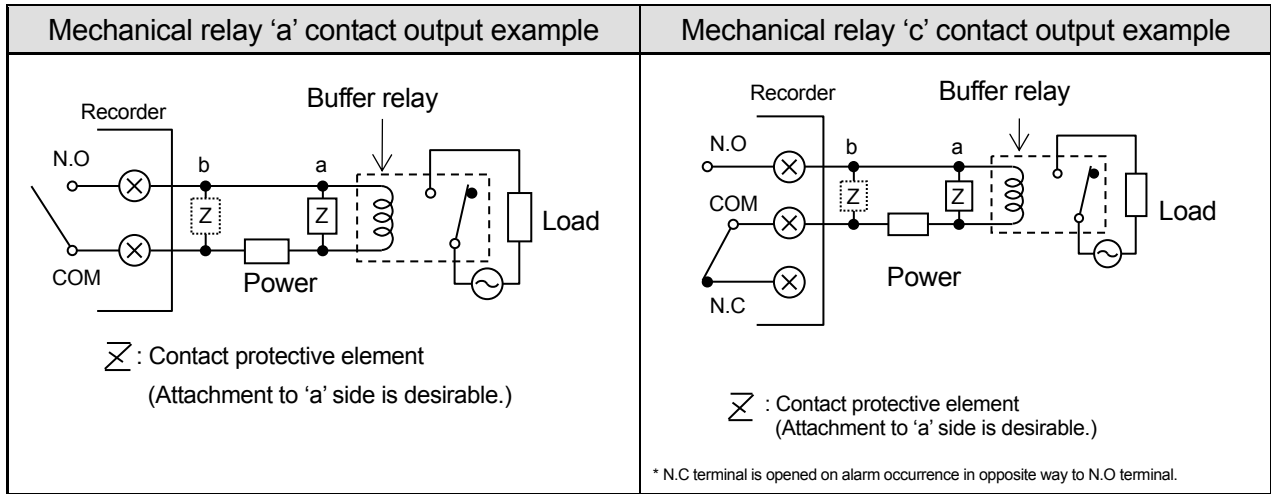 Mechanical relay ‘a’ contact output example
Recorder
Buffer relay
N.O
b
a
Z
Z
Load
COM
Power
Z : Contact protective element
(Attachment to ‘a’ side is desirable.)
Mechanical relay ‘c’ contact output example
Recorder
Buffer relay
N.O
b
a
COM
Z
Z
Load
Power
N.C
Z : Contact protective element
(Attachment to ‘a’ side is desirable.)
* N.C terminal is opened on alarm occurrence in opposite way to N.O terminal.